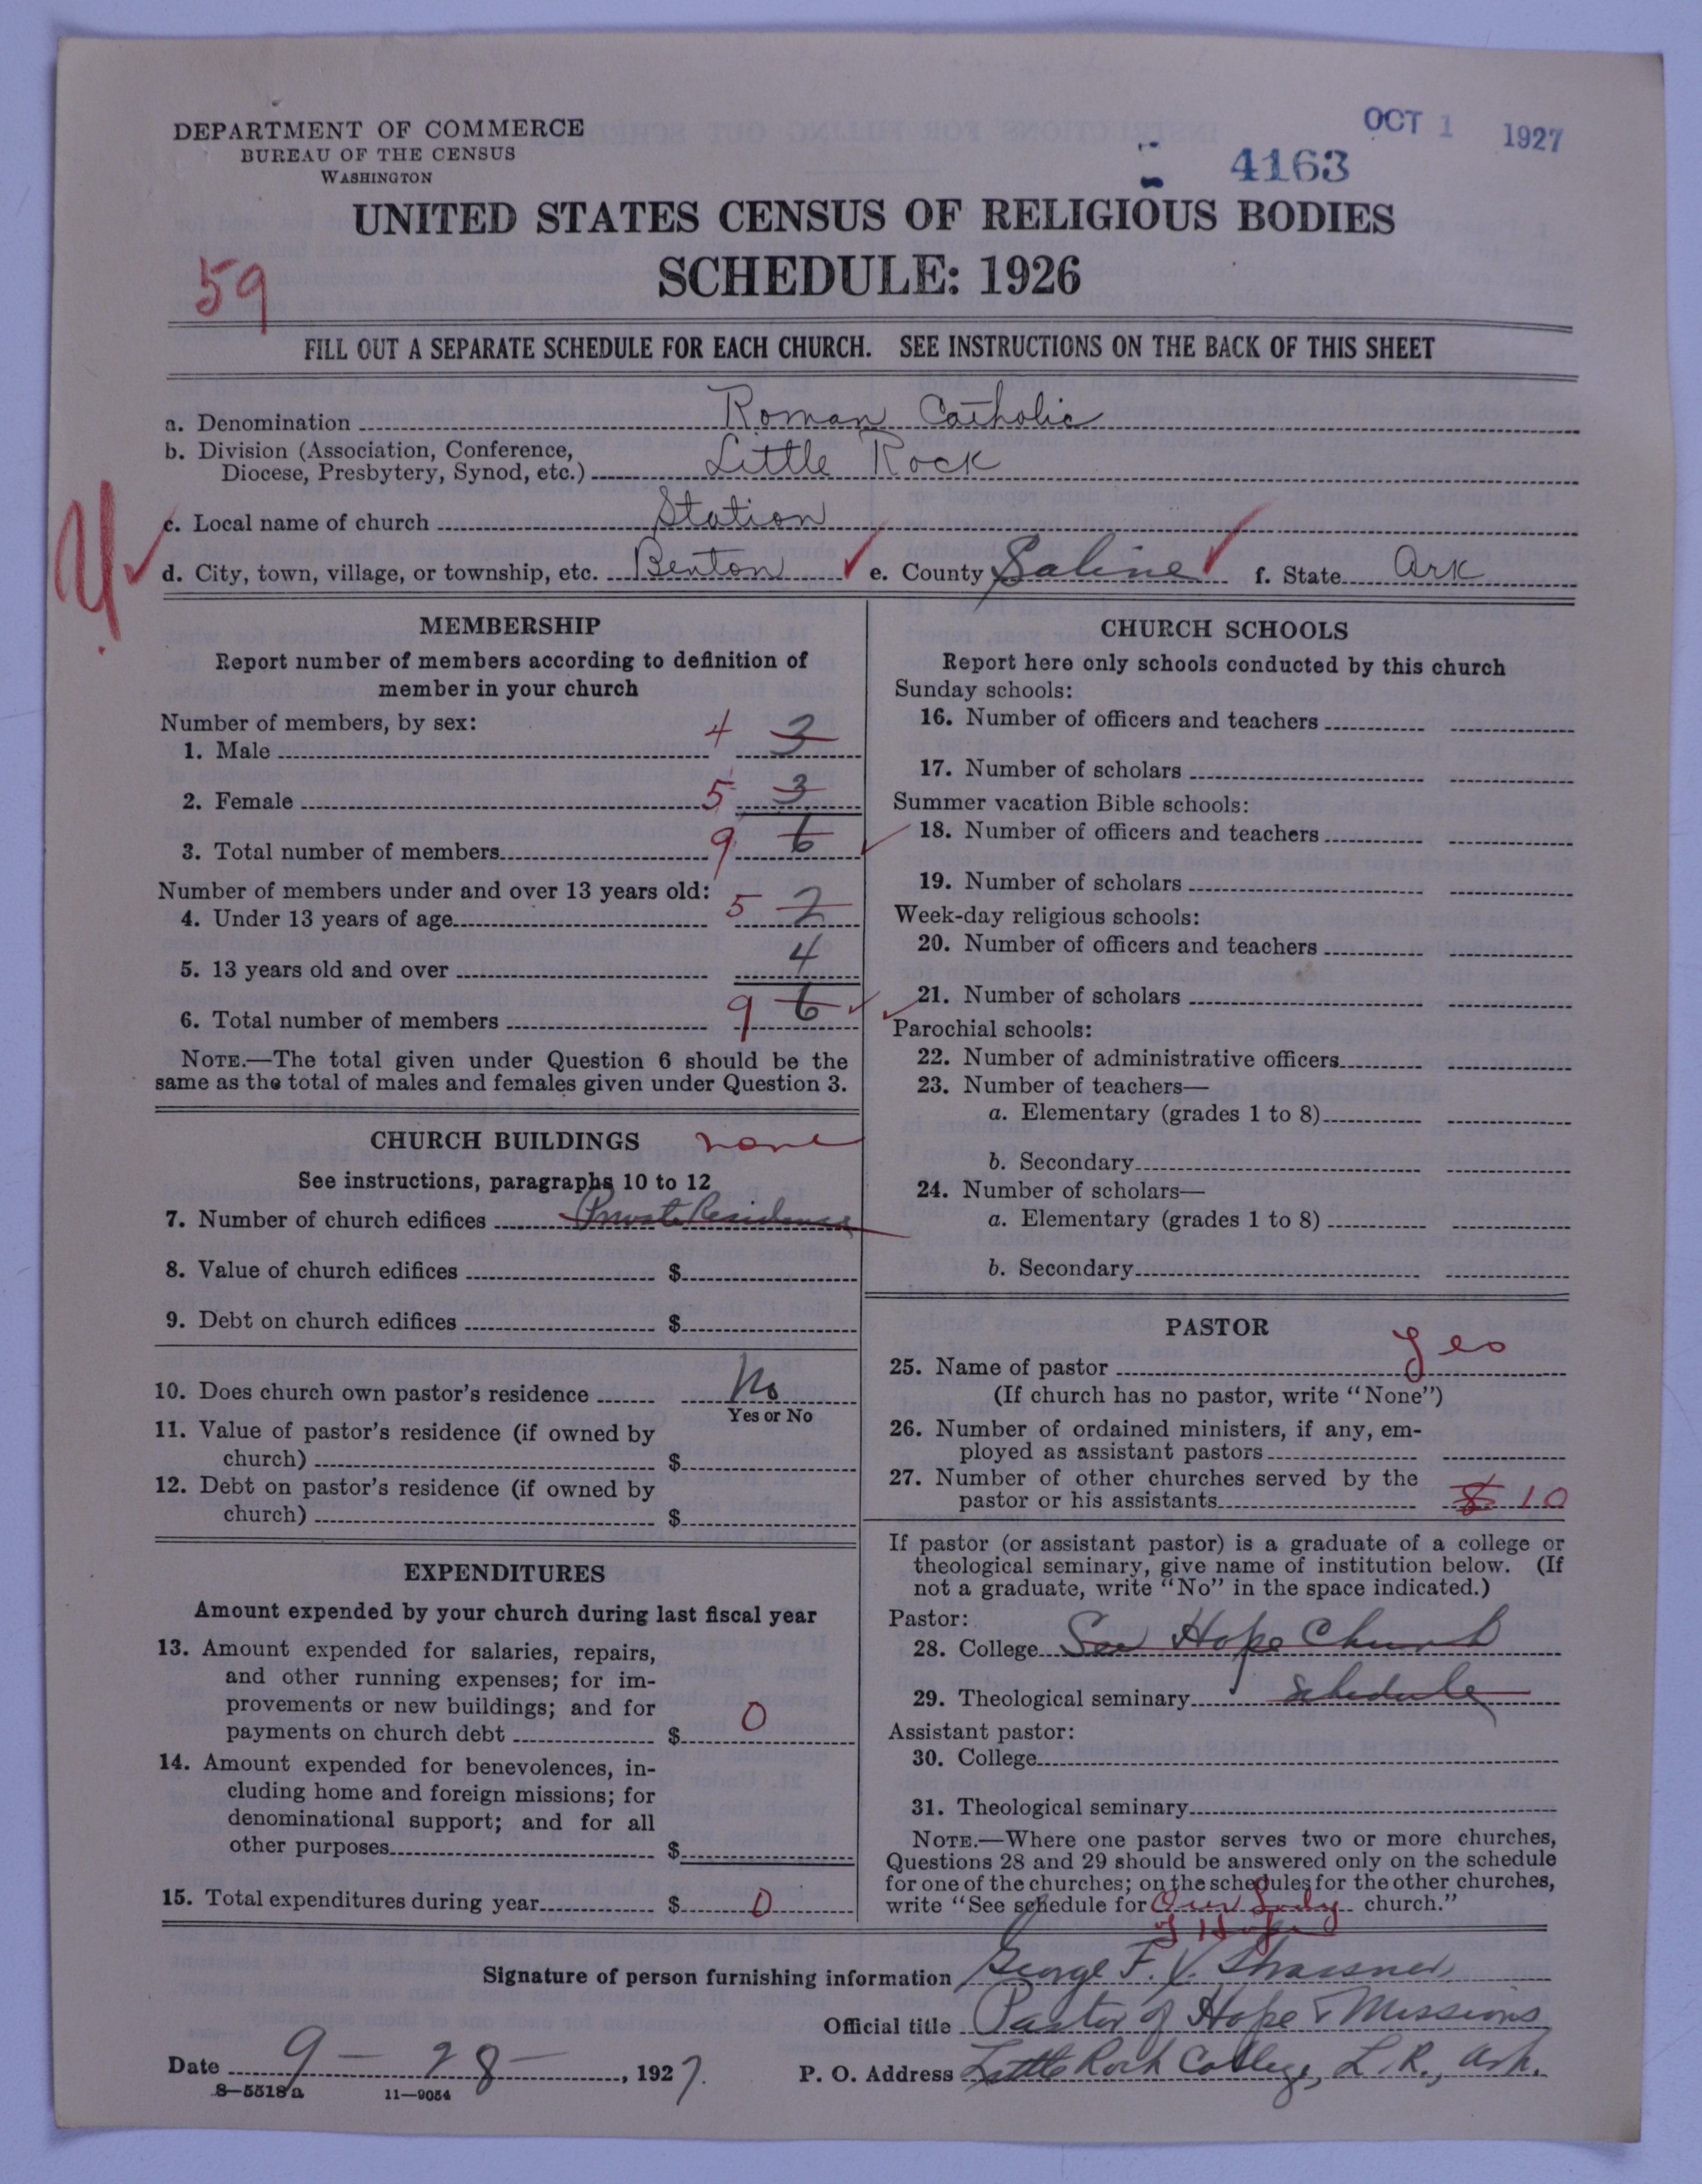 DEPARTMENT OF COMMERCE
BUREAU OF THE CENSUS
WASHINGTON
OCT 1 1927
4163
UNITED STATES CENSUS OF RELIGIOUS BODIES
SCHEDULE: 1926
59
FILL OUT A SEPARATE SCHEDULE FOR EACH CHURCH. SEE INSTRUCTIONS ON THE BACK OF THIS SHEET
a. Denomination Roman Catholic
b. Division (Association, Conference,
Diocese, Presbytery, Synod, etc.) Little Rock
c. Local name of church Station
d. City, town, village, or township, etc. Benton e. County Saline f. State Ark
MEMBERSHIP
Report number of members according to definition of
member in your church
Number of members, by sex:
1. Male 4 3
2. Female 5 3
3. Total number of members 9 6
Number of members under and over 13 years old:
4. Under 13 years of age 5 2
5. 13 years old and over 4
6. Total number of members 9 6
NOTE.—The total given under Question 6 should be the
same as the total of males and females given under Question 3.
CHURCH BUILDINGS none
See instructions, paragraphs 10 to 12
7. Number of church edifices Private Residence
8. Value of church edifices $
9. Debt on church edifices $
10. Does church own pastor's residence No
Yes or No
11. Value of pastor's residence (if owned by
church) $
12. Debt on pastor's residence (if owned by
church) $
EXPENDITURES
Amount expended by your church during last fiscal year
13. Amount expended for salaries, repairs,
and other running expenses; for im-
provements or new buildings; and for
payments on church debt $ 0
14. Amount expended for benevolences, in-
cluding home and foreign missions; for
denominational support; and for all
other purposes $
15. Total expenditures during year $ 0
CHURCH SCHOOLS
Report here only schools conducted by this church
Sunday schools:
16. Number of officers and teachers
17. Number of scholars
Summer vacation Bible schools:
18. Number of officers and teachers
19. Number of scholars
Week-day religious schools:
20. Number of officers and teachers
21. Number of scholars
Parochial schools:
22. Number of administrative officers
23. Number of teachers—
a. Elementary (grades 1 to 8)
b. Secondary
24. Number of scholars—
a. Elementary (grades 1 to 8)
b. Secondary
PASTOR
25. Name of pastor yes
(If church has no pastor, write "None")
26. Number of ordained ministers, if any, em-
ployed as assistant pastors
27. Number of other churches served by the
pastor or his assistants 8 10
If pastor (or assistant pastor) is a graduate of a college or
theological seminary, give name of institution below. (If
not a graduate, write "No" in the space indicated.)
Pastor:
28. College See Hope Church
29. Theological seminary Schedule
Assistant pastor:
30. College
31. Theological seminary
NOTE.—Where one pastor serves two or more churches,
Questions 28 and 29 should be answered only on the schedule
for one of the churches; on the schedules for the other churches,
write "See schedule for Our Lady church."
of Hope
Signature of person furnishing information George F. X. Strassner
Official title Pastor of Hope & Missions
Date 9-28-, 1927. P. O. Address Little Rock College, L. R., Ark.
8—5518a 11—9054